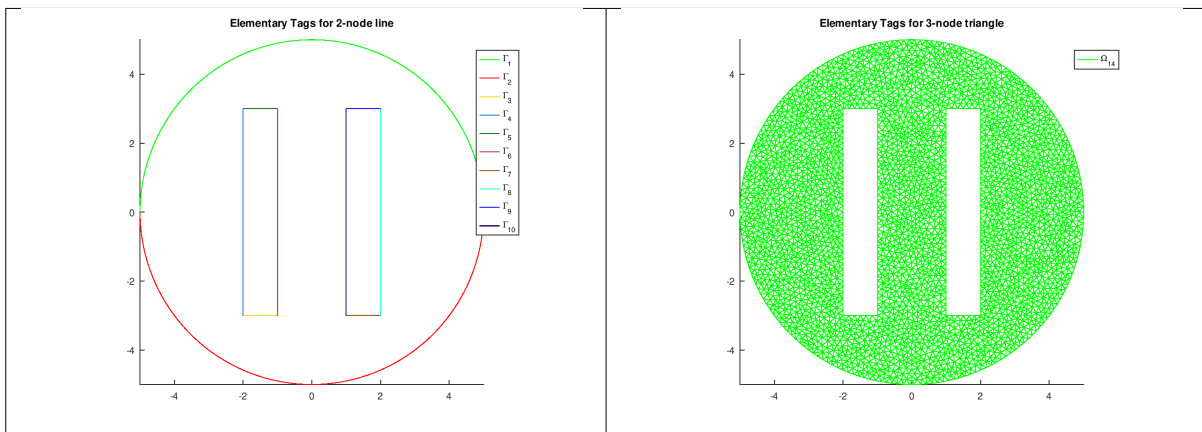 Elementary Tags for 2-node line
4
2
0
-2
-4
-4
-2
0
2
4
Γ1
Γ2
Γ3
Γ4
Γ5
Γ6
Γ7
Γ8
Γ9
Γ10
Elementary Tags for 3-node triangle
4
2
0
-2
-4
-4
-2
0
2
4
Ω14